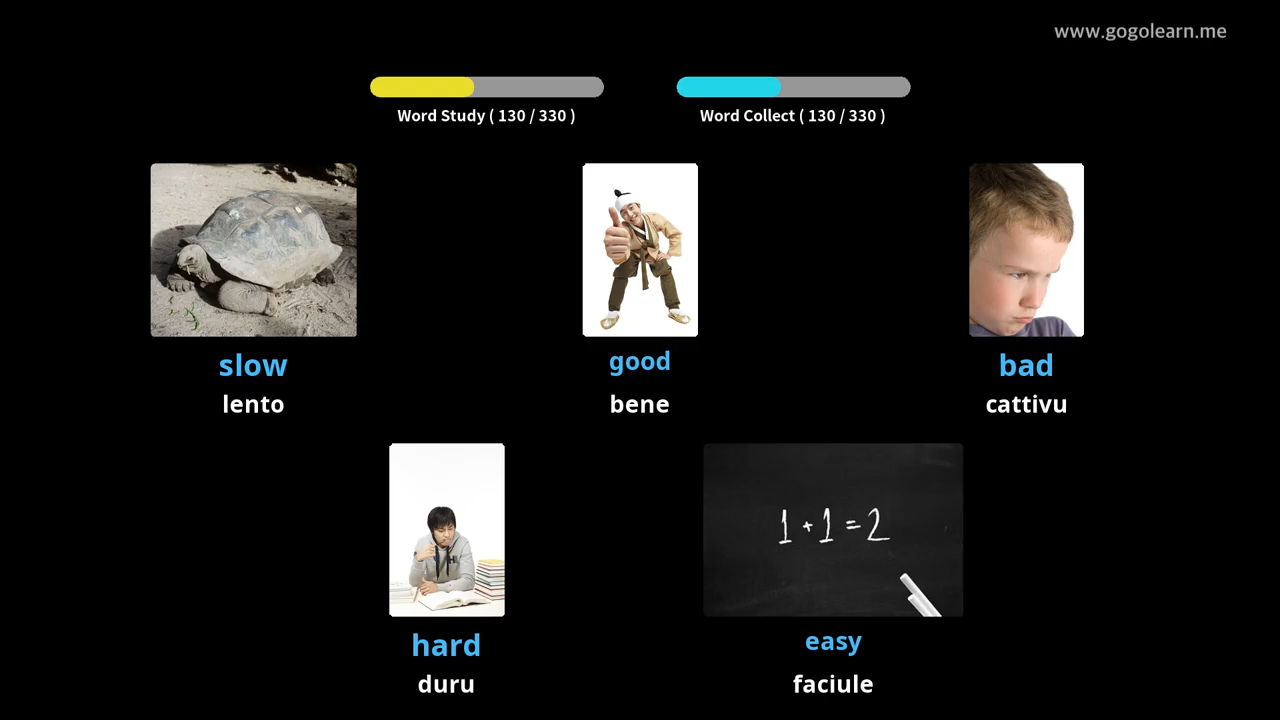 www.gogolearn.me
Word Study ( 130 / 330 )
Word Collect ( 130 / 330 )
slow
lento
good
bene
bad
cattivu
hard
duru
1 + 1 = 2
easy
faciule